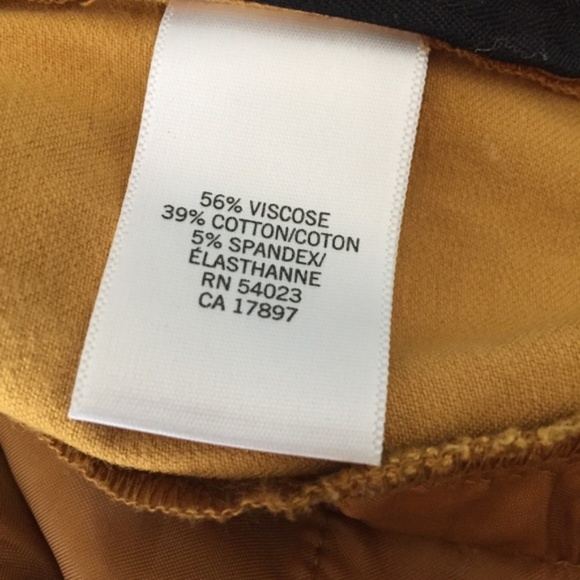 56% VISCOSE
39% COTTON/COTON
5% SPANDEX/
ÉLASTHANNE
RN 54023
CA 17897